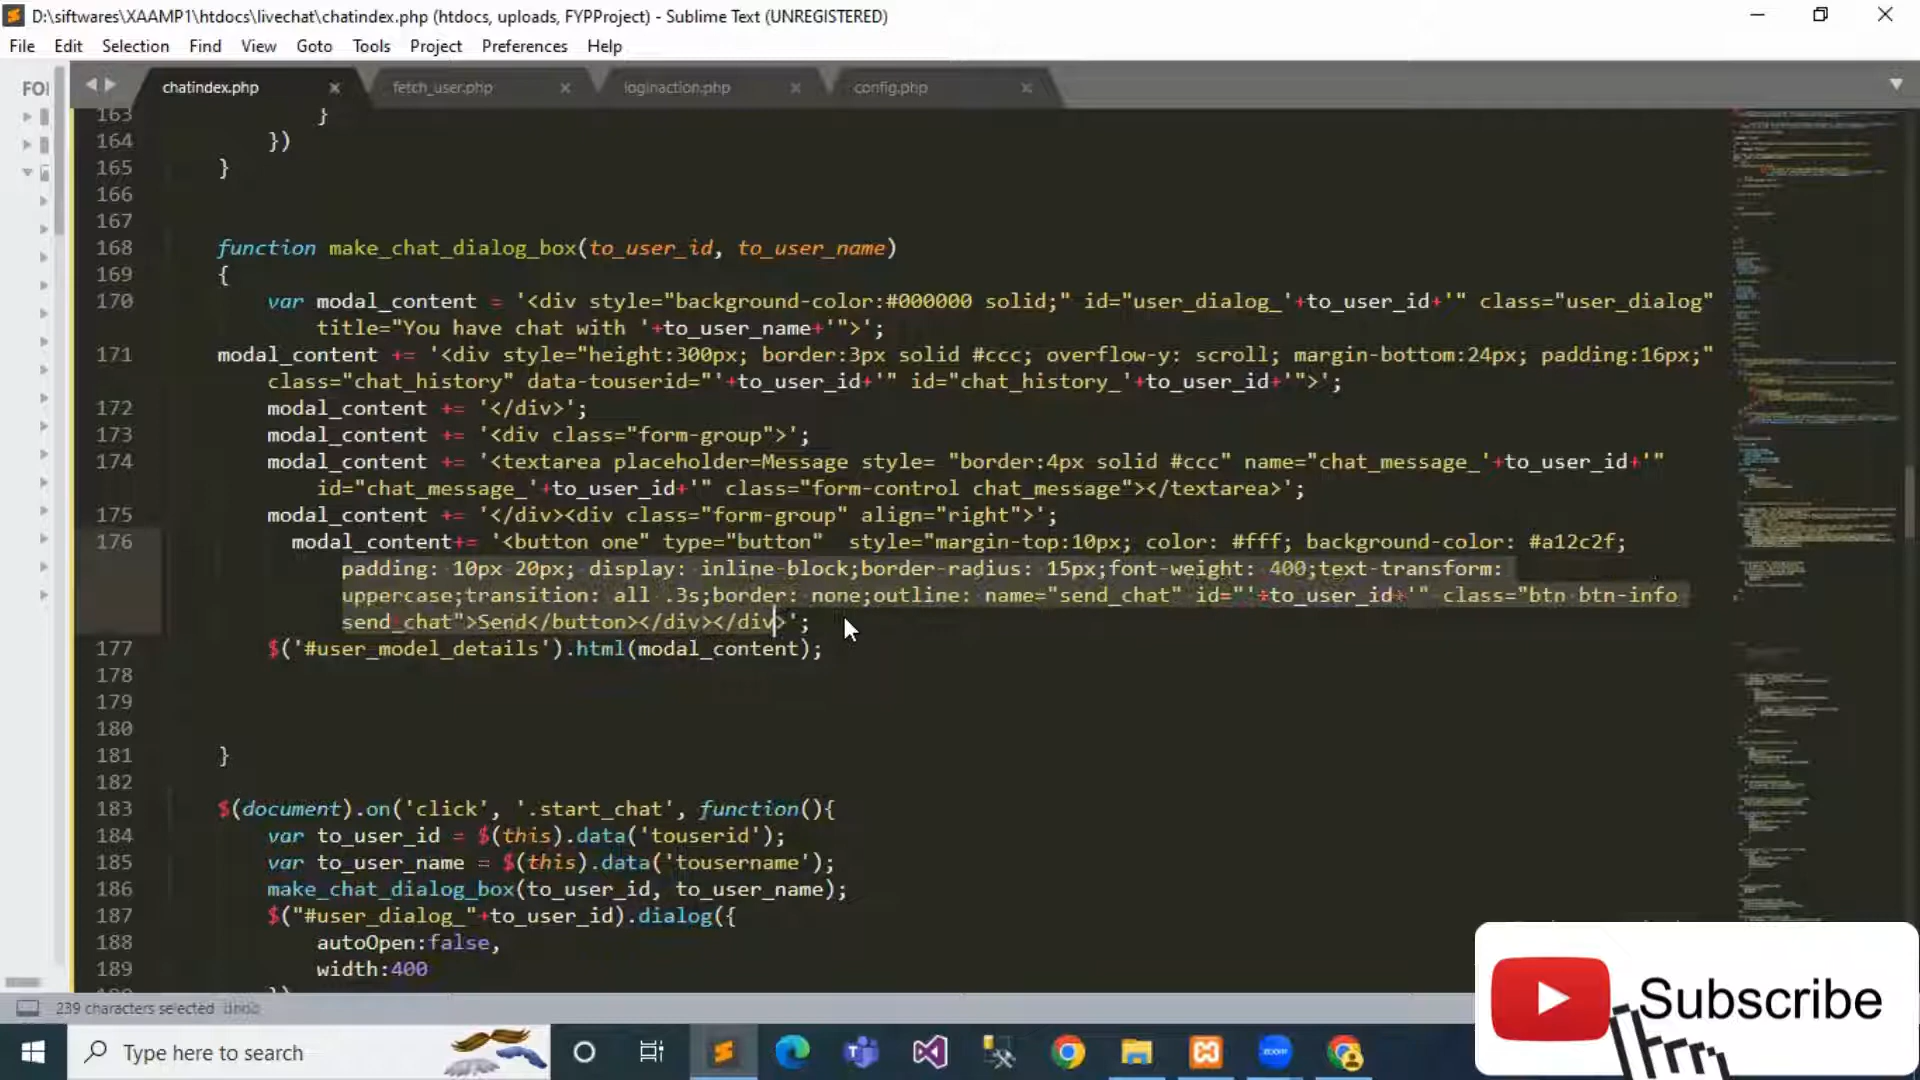 D:\siftwares\XAAMP1\htdocs\livechat\chatindex.php (htdocs, uploads, FYPProject) - Sublime Text (UNREGISTERED)
File Edit Selection Find View Goto Tools Project Preferences Help
FOI
chatindex.php × fetch_user.php × loginaction.php × config.php ×
163 }
164 })
165 }
166
167
168 function make_chat_dialog_box(to_user_id, to_user_name)
169 {
170 var modal_content = '<div style="background-color:#000000 solid;" id="user_dialog_'+to_user_id+'" class="user_dialog"
title="You have chat with '+to_user_name+'">';
171 modal_content += '<div style="height:300px; border:3px solid #ccc; overflow-y: scroll; margin-bottom:24px; padding:16px;"
class="chat_history" data-touserid="'+to_user_id+'" id="chat_history_'+to_user_id+'">';
172 modal_content += '</div>';
173 modal_content += '<div class="form-group">';
174 modal_content += '<textarea placeholder=Message style= "border:4px solid #ccc" name="chat_message_'+to_user_id+'"
id="chat_message_'+to_user_id+'" class="form-control chat_message"></textarea>';
175 modal_content += '</div><div class="form-group" align="right">';
176 modal_content+= '<button one" type="button"  style="margin-top:10px; color: #fff; background-color: #a12c2f;
padding: 10px 20px; display: inline-block;border-radius: 15px;font-weight: 400;text-transform:
uppercase;transition: all .3s;border: none;outline: name="send_chat" id="'+to_user_id+'" class="btn btn-info
send_chat">Send</button></div></div>';
177 $('#user_model_details').html(modal_content);
178
179
180
181 }
182
183 $(document).on('click', '.start_chat', function(){
184 var to_user_id = $(this).data('touserid');
185 var to_user_name = $(this).data('tousername');
186 make_chat_dialog_box(to_user_id, to_user_name);
187 $("#user_dialog_"+to_user_id).dialog({
188 autoOpen:false,
189 width:400
})
239 characters selected Undo
Type here to search
zoom
Subscribe